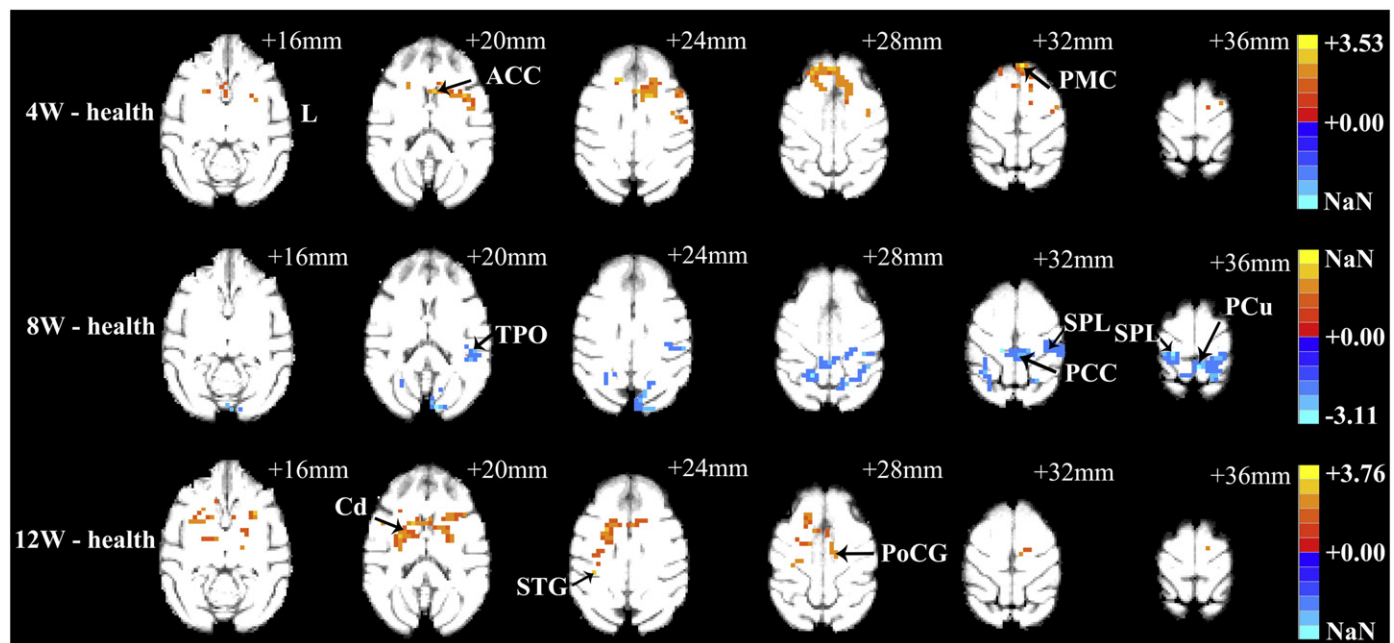 +16mm +20mm +24mm +28mm +32mm +36mm +3.53
ACC PMC
4W - health L +0.00
NaN
+16mm +20mm +24mm +28mm +32mm +36mm NaN
8W - health TPO SPL SPL PCu +0.00
PCC
-3.11
+16mm +20mm +24mm +28mm +32mm +36mm +3.76
Cd
12W - health PoCG +0.00
STG
NaN